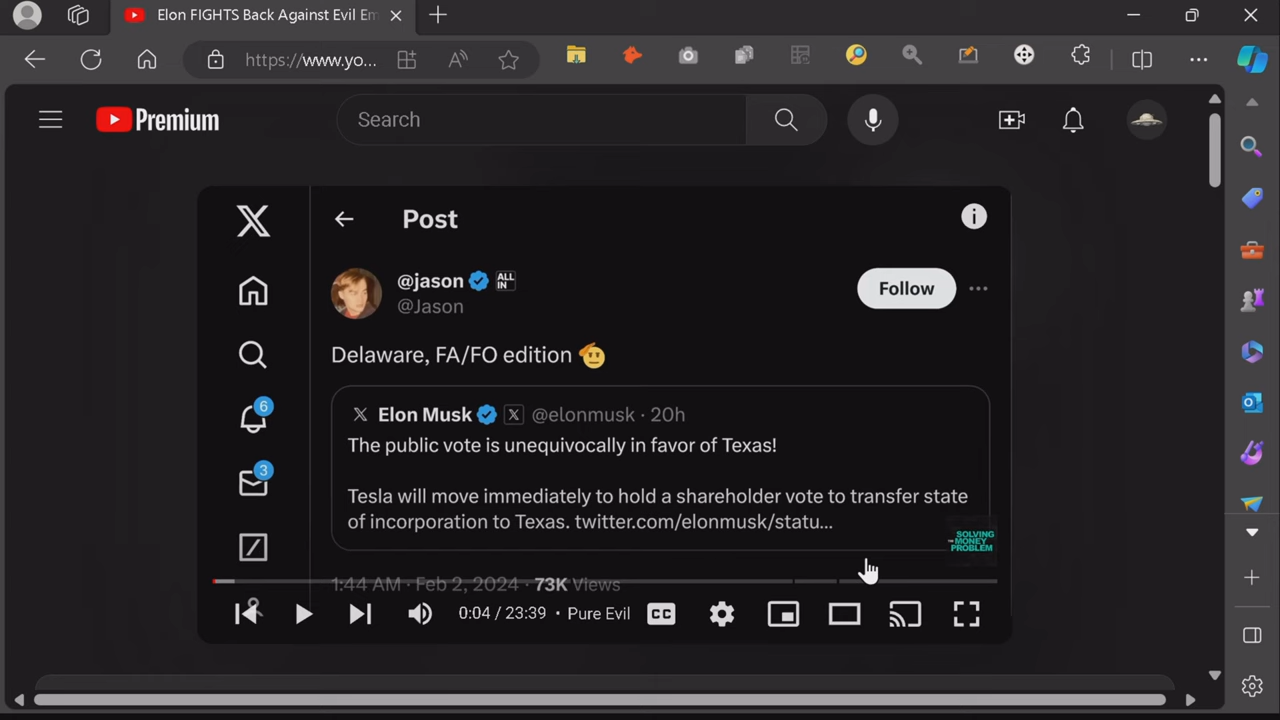 Elon FIGHTS Back Against Evil Em
https://www.yo...
Premium
Search
Post
@jason ALL IN
@Jason
Follow
Delaware, FA/FO edition
Elon Musk @elonmusk · 20h
The public vote is unequivocally in favor of Texas!
Tesla will move immediately to hold a shareholder vote to transfer state
of incorporation to Texas. twitter.com/elonmusk/statu...
6
3
SOLVING
THE MONEY
PROBLEM
1:44 AM · Feb 2, 2024 · 73K Views
0:04 / 23:39 • Pure Evil
CC